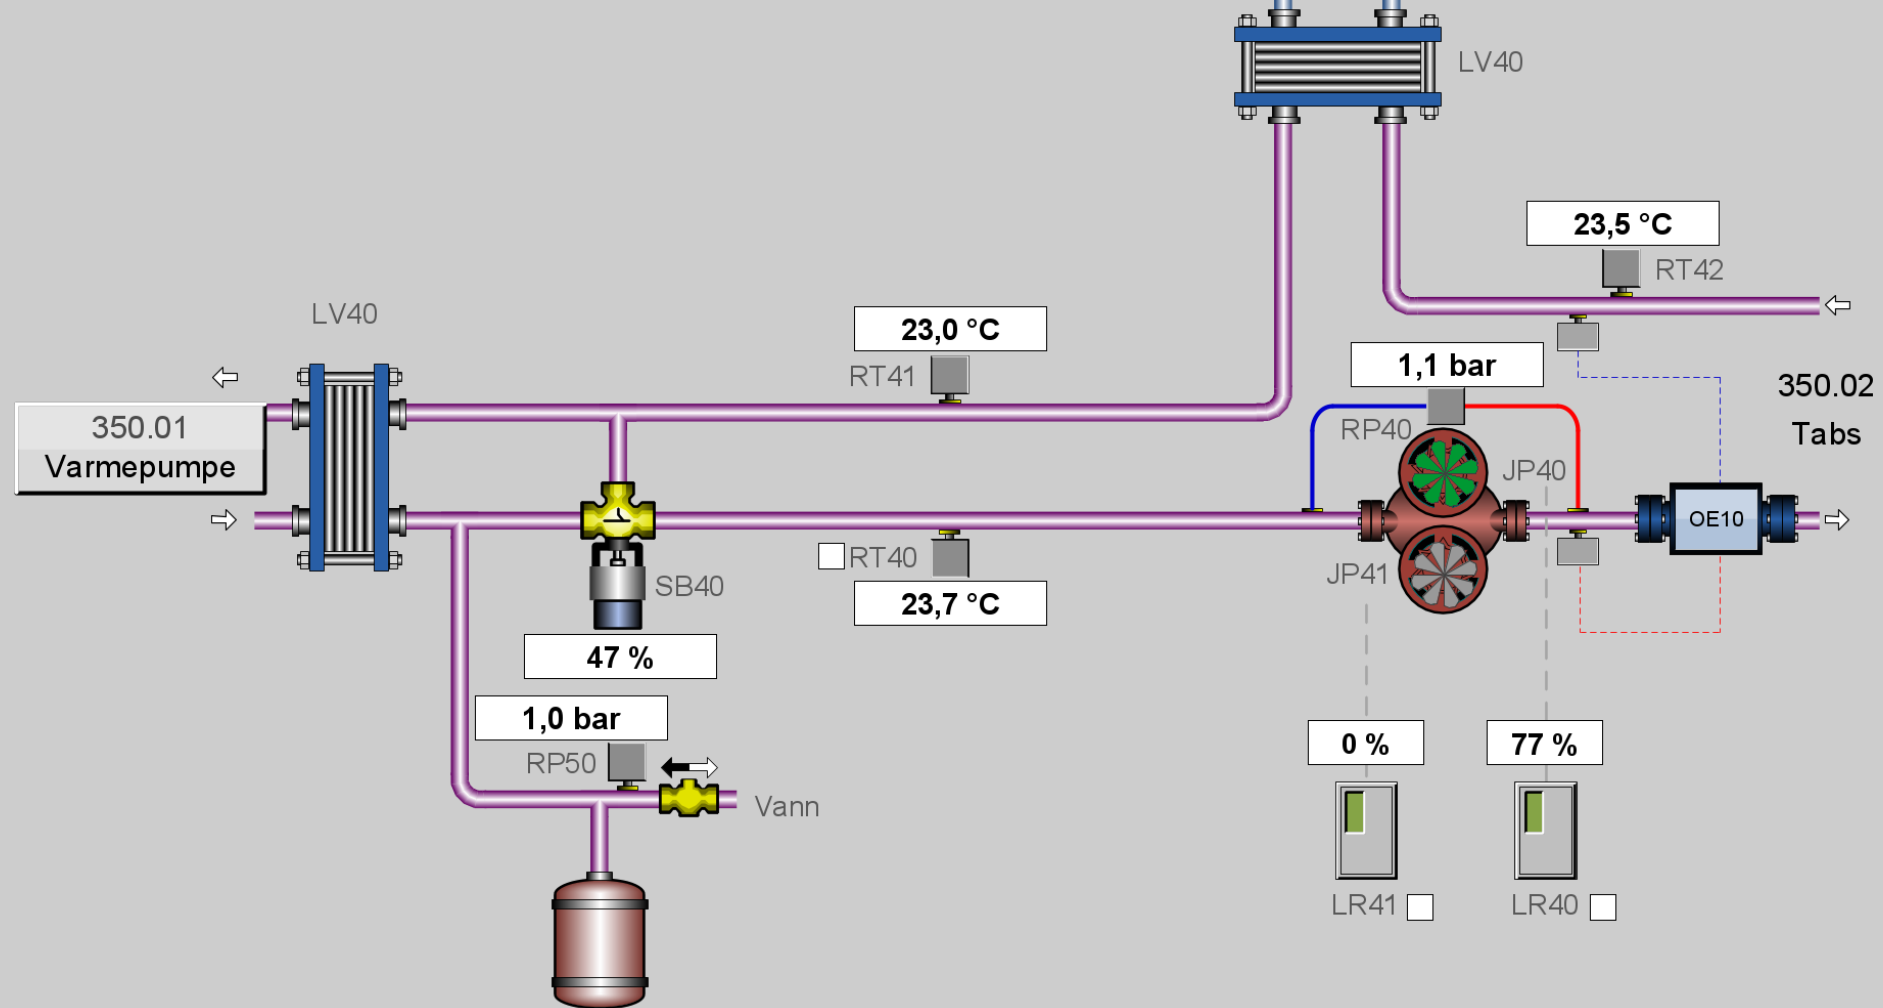 LV40
23,5 °C
RT42
LV40
23,0 °C
RT41
1,1 bar
350.02
Tabs
350.01
Varmepumpe
RP40
JP40
OE10
RT40
JP41
SB40
23,7 °C
47 %
1,0 bar
RP50
0 %
77 %
Vann
LR41
LR40